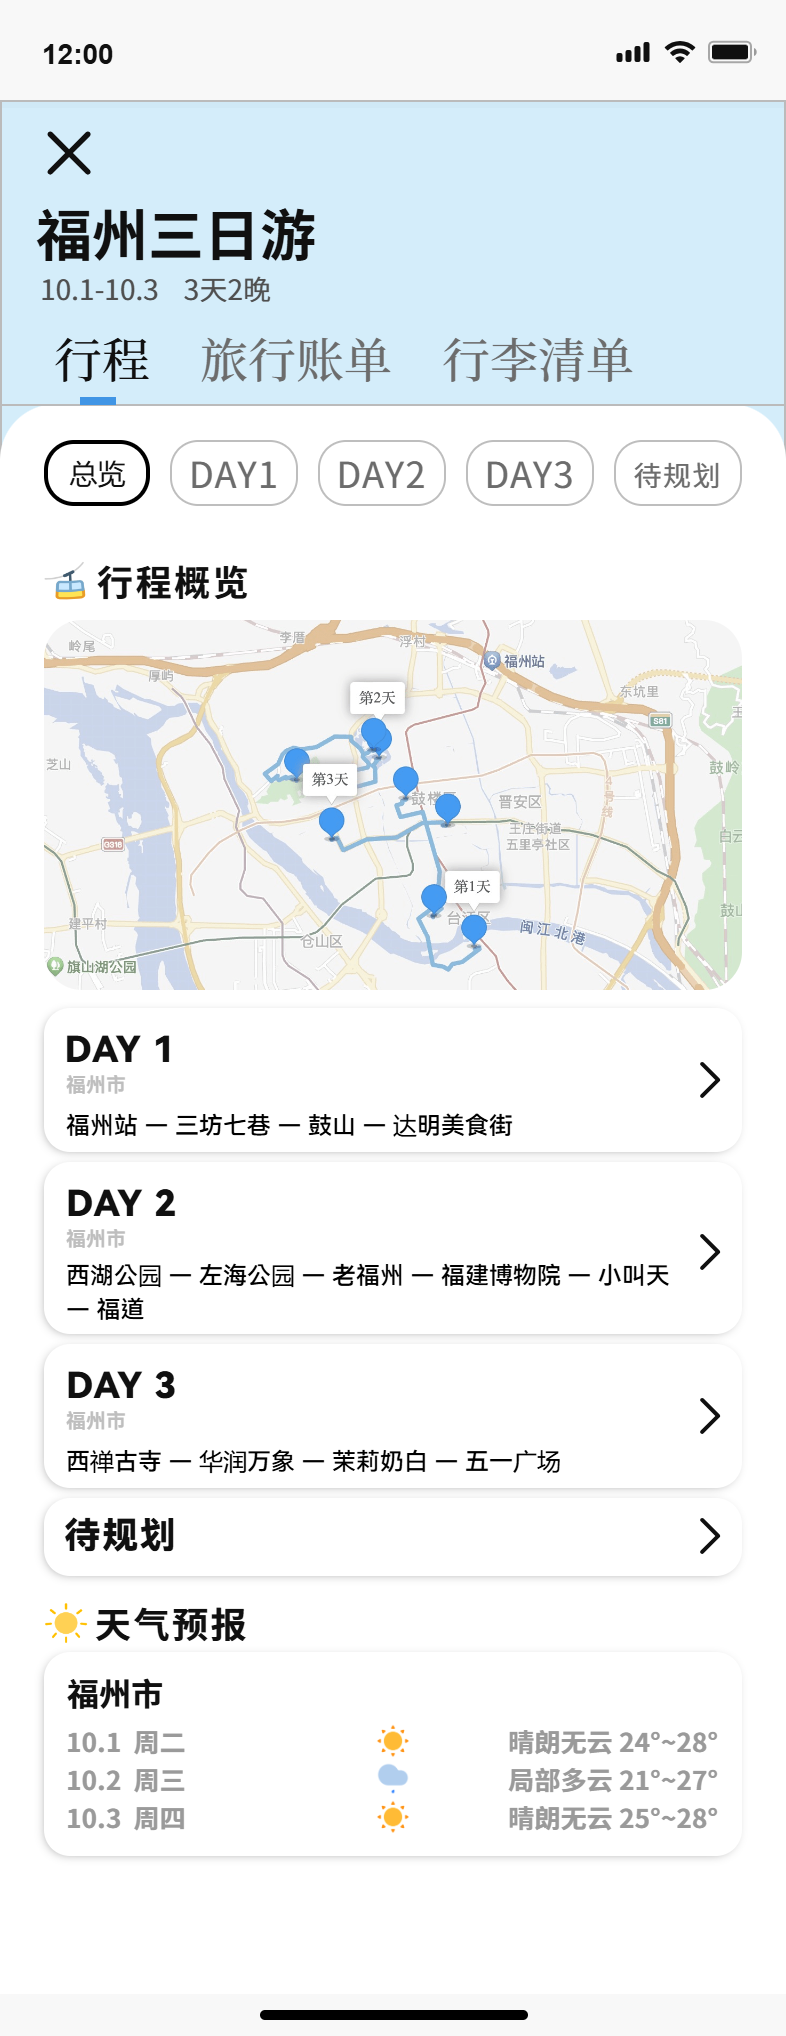 12:00
福州三日游
10.1-10.3 3天2晚
行程 旅行账单 行李清单
总览 DAY1 DAY2 DAY3 待规划
行程概览
李厝
浮村
岭尾
福州站
厚屿
东坑里
第2天
S81
芝山
第3天
鼓岭
鼓楼区
晋安区
4号线
王庄街道
五里亭社区
G316
白云
第1天
建平村
台江区
鼓山
仓山区
闽江北港
旗山湖公园
DAY 1
福州市
福州站 — 三坊七巷 — 鼓山 — 达明美食街
DAY 2
福州市
西湖公园 — 左海公园 — 老福州 — 福建博物院 — 小叫天
— 福道
DAY 3
福州市
西禅古寺 — 华润万象 — 茉莉奶白 — 五一广场
待规划
天气预报
福州市
10.1 周二 晴朗无云 24°~28°
10.2 周三 局部多云 21°~27°
10.3 周四 晴朗无云 25°~28°